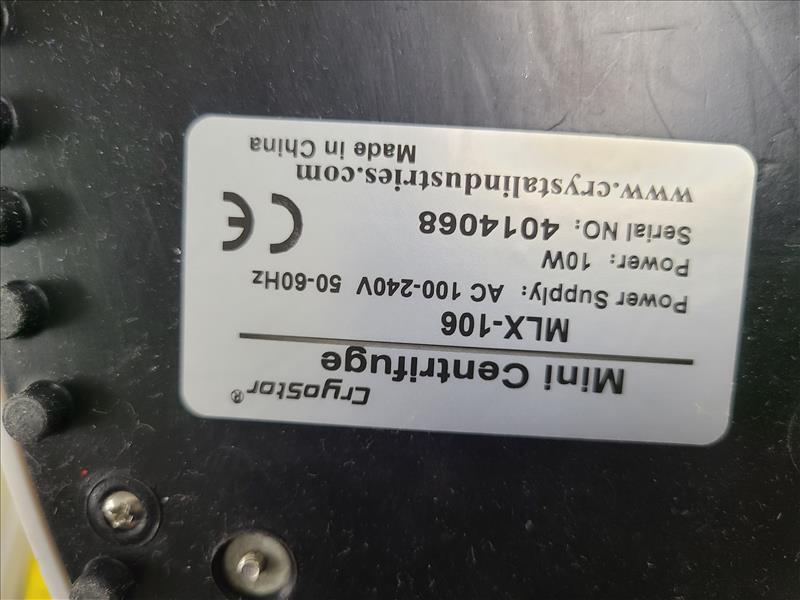 CryoStar®
Mini Centrifuge
MLX-106
Power Supply: AC 100-240V 50-60Hz
Power: 10W
Serial NO: 4014068
CE
www.crystalindustries.com
Made in China